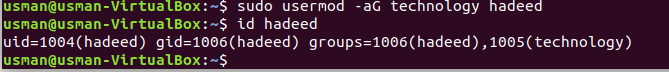 usman@usman-VirtualBox:~$ sudo usermod -aG technology hadeed
usman@usman-VirtualBox:~$ id hadeed
uid=1004(hadeed) gid=1006(hadeed) groups=1006(hadeed),1005(technology)
usman@usman-VirtualBox:~$